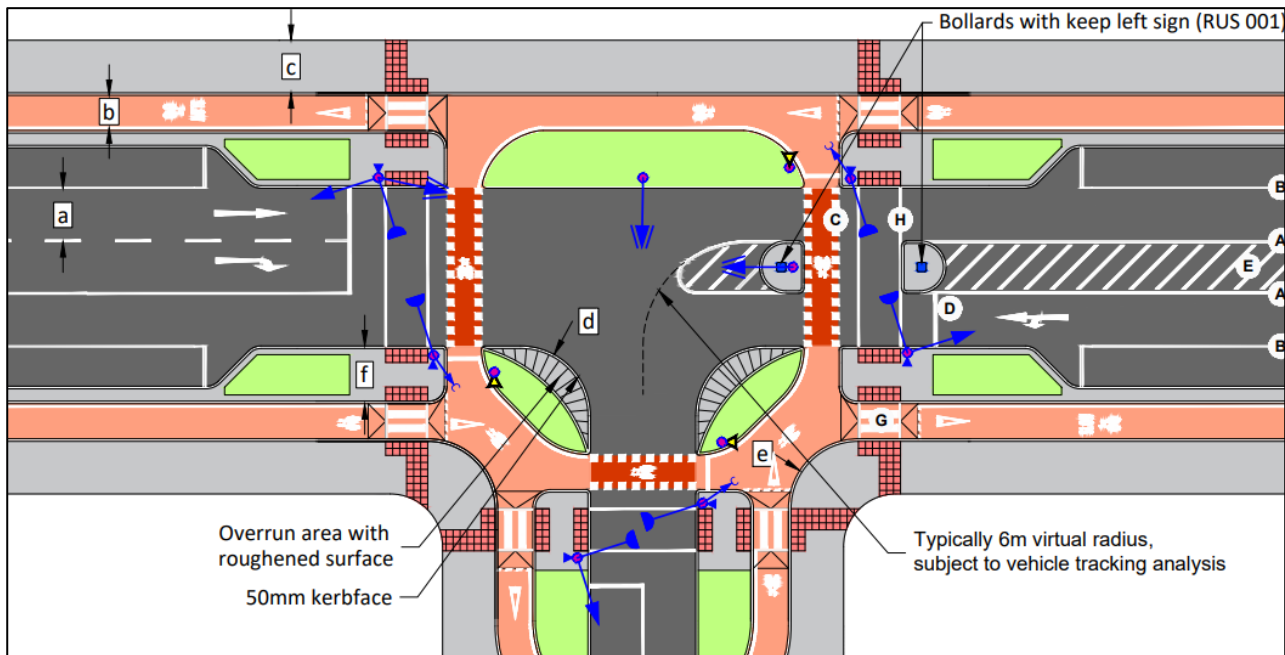 Bollards with keep left sign (RUS 001)
c
b
B
a
C
H
A
E
A
D
d
B
f
G
e
Overrun area with
roughened surface
50mm kerbface
Typically 6m virtual radius,
subject to vehicle tracking analysis